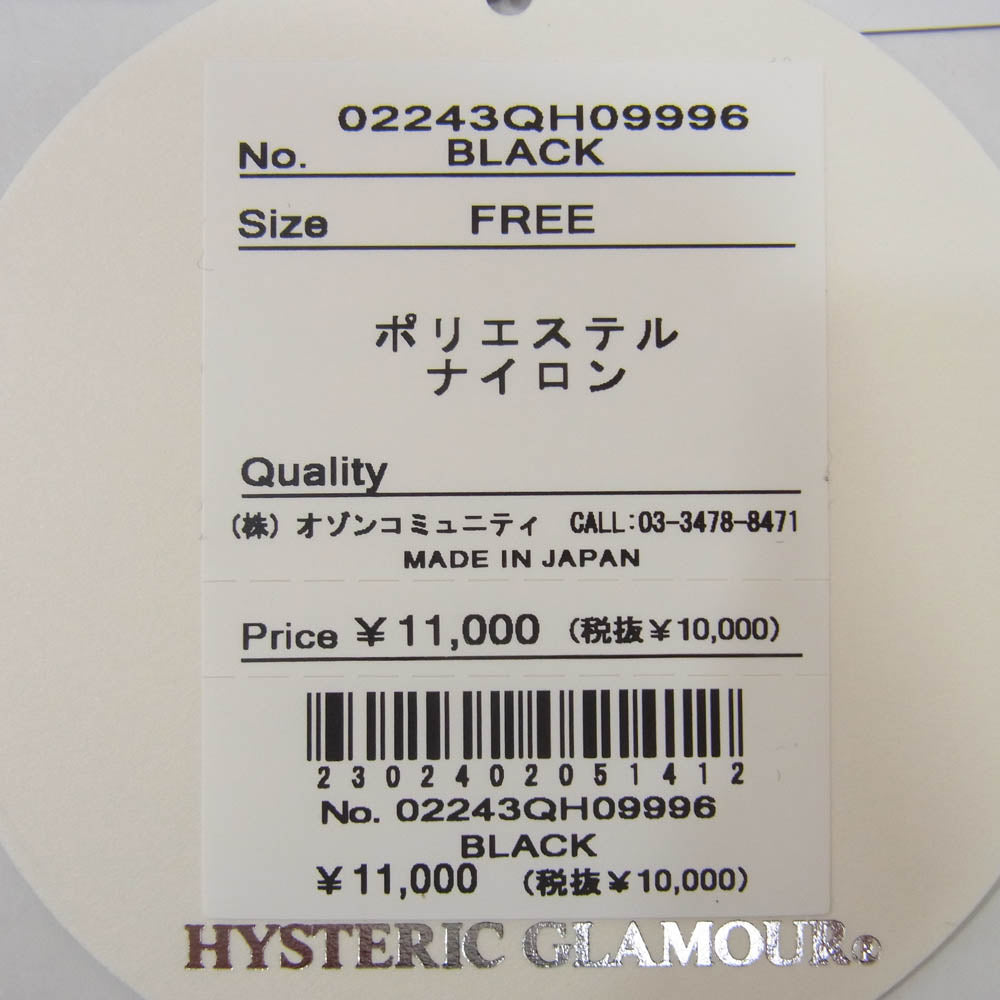 02243QH09996
No. BLACK
Size FREE
ポリエステル
ナイロン
Quality
(株) オゾンコミュニティ CALL:03-3478-8471
MADE IN JAPAN
Price ¥11,000 (税抜¥10,000)
2302402051412
No. 02243QH09996
BLACK
¥11,000 (税抜¥10,000)
HYSTERIC GLAMOUR®